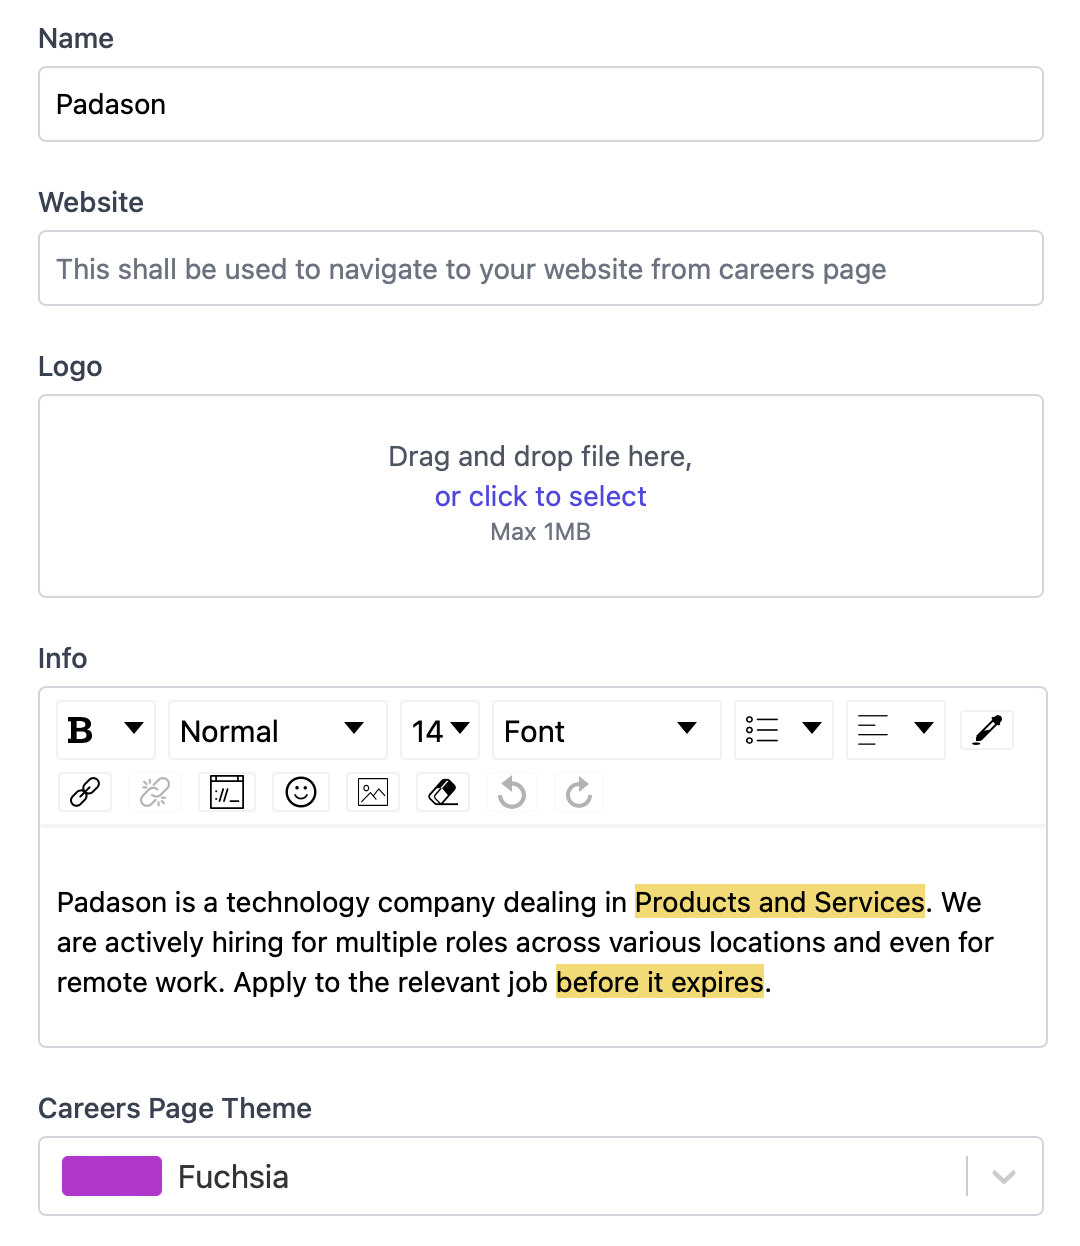 Name
Padason
Website
This shall be used to navigate to your website from careers page
Logo
Drag and drop file here,
or click to select
Max 1MB
Info
B Normal 14 Font
://_
Padason is a technology company dealing in Products and Services. We
are actively hiring for multiple roles across various locations and even for
remote work. Apply to the relevant job before it expires.
Careers Page Theme
Fuchsia